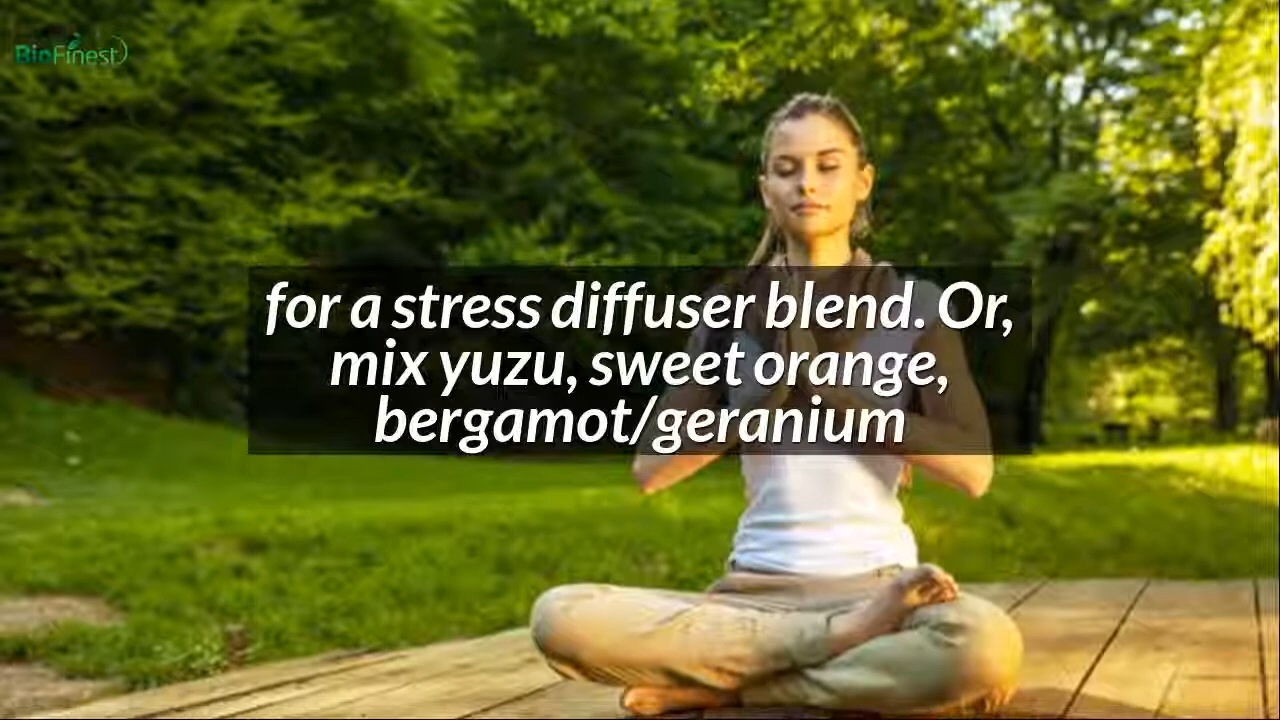 BioFinest
for a stress diffuser blend. Or,
mix yuzu, sweet orange,
bergamot/geranium